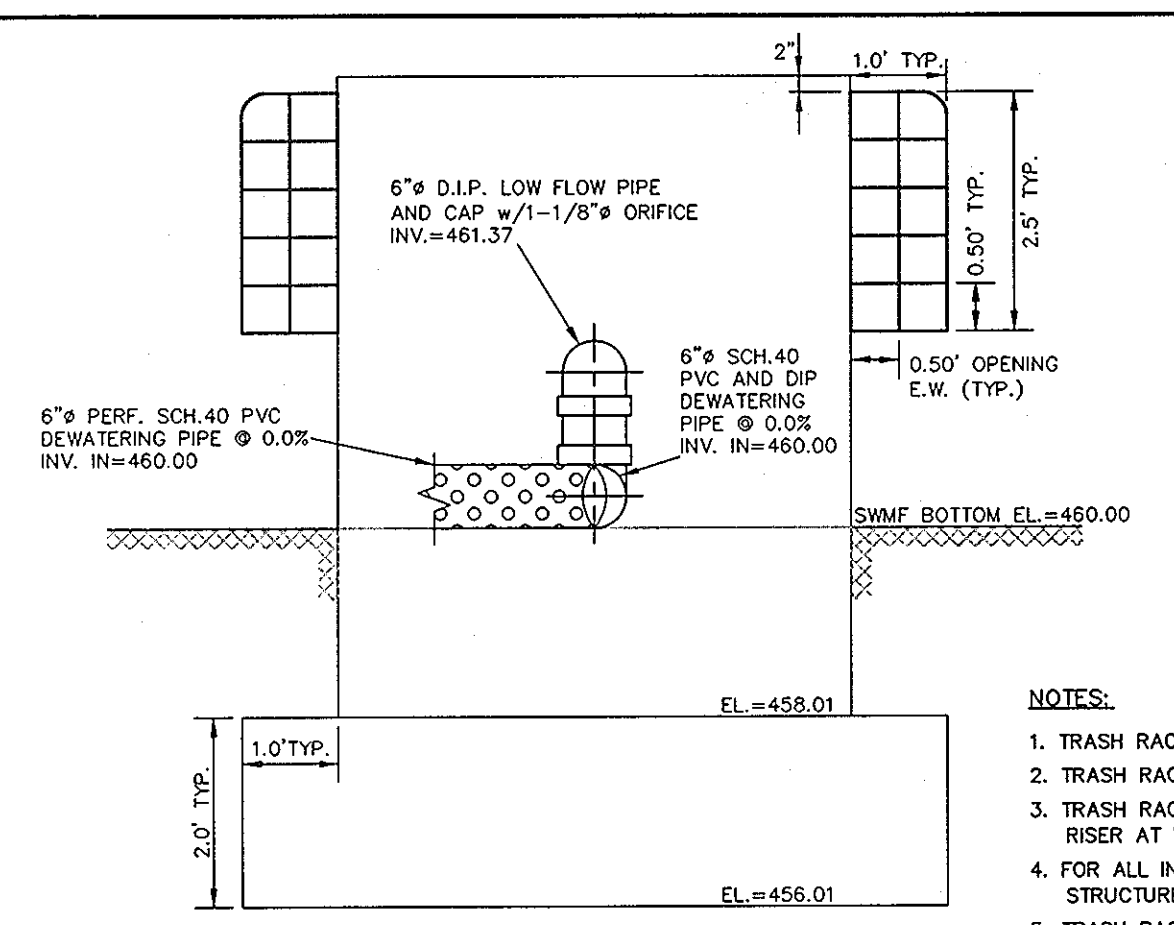 2"
1.0' TYP.
6"ø D.I.P. LOW FLOW PIPE
AND CAP w/1-1/8"ø ORIFICE
INV.=461.37
0.50' TYP.
2.5' TYP.
6"ø SCH.40
PVC AND DIP
DEWATERING
PIPE @ 0.0%
INV. IN=460.00
0.50' OPENING
E.W. (TYP.)
6"ø PERF. SCH.40 PVC
DEWATERING PIPE @ 0.0%
INV. IN=460.00
SWMF BOTTOM EL.=460.00
EL.=458.01
1.0'TYP.
2.0' TYP.
EL.=456.01
NOTES:
1. TRASH RAC
2. TRASH RAC
3. TRASH RAC
RISER AT
4. FOR ALL IN
STRUCTURE